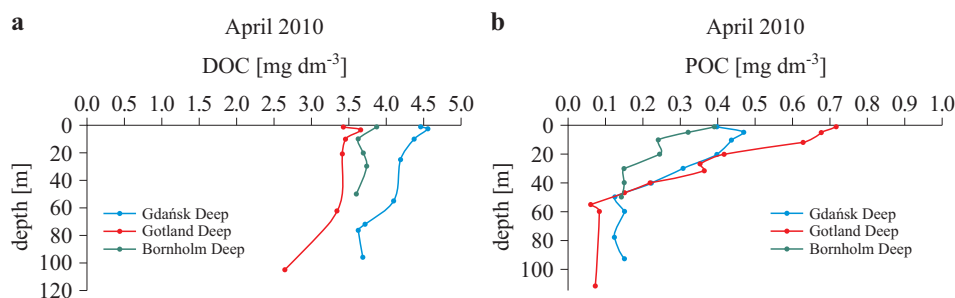 a
April 2010
DOC [mg dm⁻³]
0.0 0.5 1.0 1.5 2.0 2.5 3.0 3.5 4.0 4.5 5.0
0
20
40
60
80
100
120
depth [m]
Gdańsk Deep
Gotland Deep
Bornholm Deep
b
April 2010
POC [mg dm⁻³]
0.0 0.1 0.2 0.3 0.4 0.5 0.6 0.7 0.8 0.9 1.0
0
20
40
60
80
100
depth [m]
Gdańsk Deep
Gotland Deep
Bornholm Deep